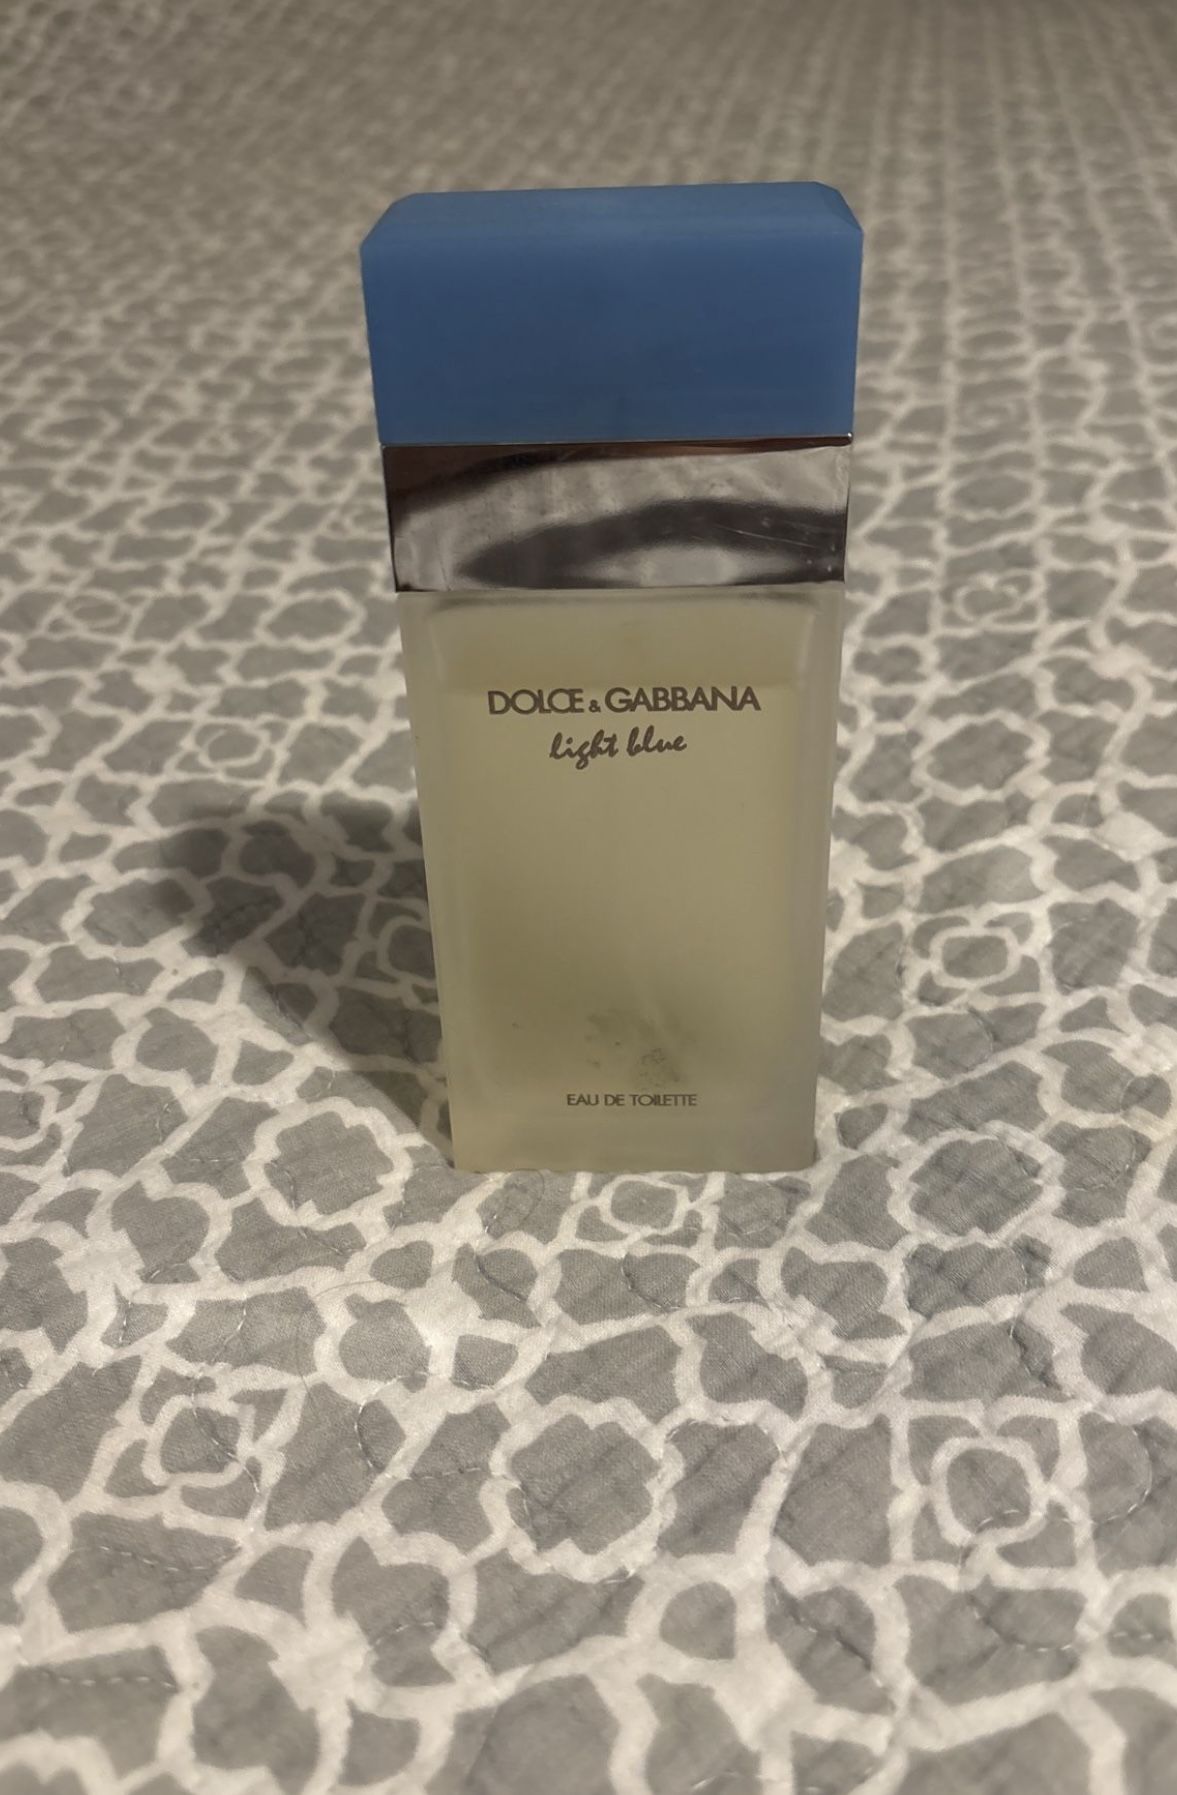 DOLCE & GABBANA
light blue
EAU DE TOILETTE